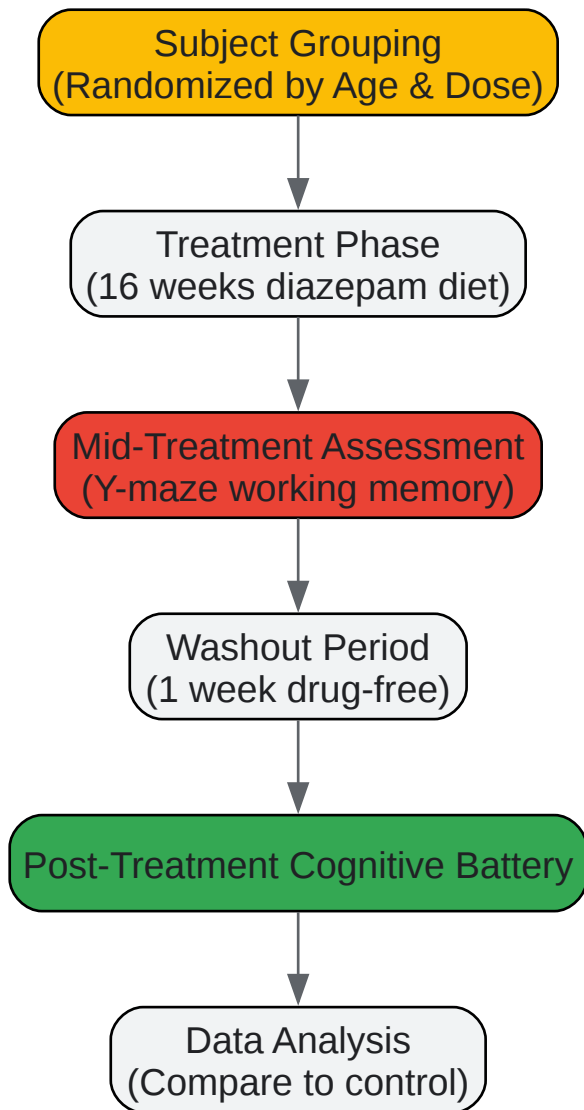 Subject Grouping
(Randomized by Age & Dose)
Treatment Phase
(16 weeks diazepam diet)
Mid-Treatment Assessment
(Y-maze working memory)
Washout Period
(1 week drug-free)
Post-Treatment Cognitive Battery
Data Analysis
(Compare to control)